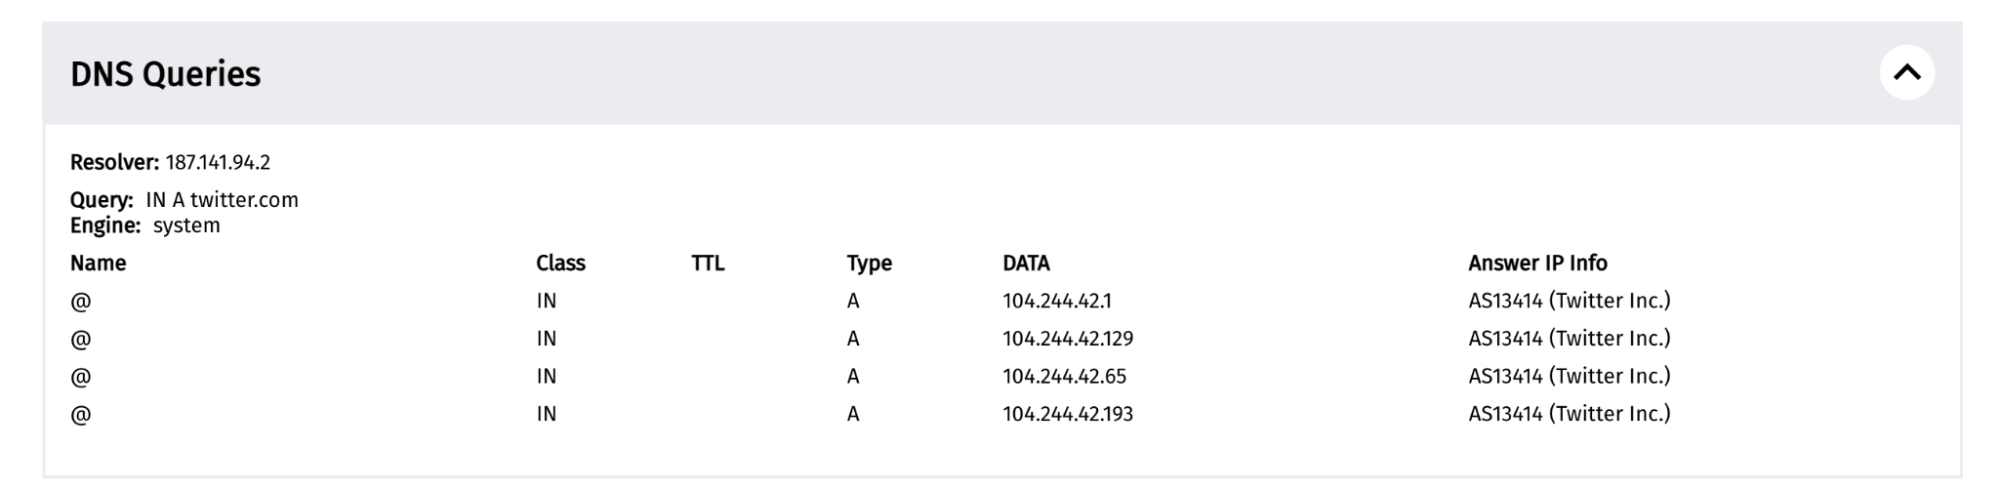 DNS Queries
Resolver: 187.141.94.2
Query: IN A twitter.com
Engine: system
Name Class TTL Type DATA Answer IP Info
@ IN A 104.244.42.1 AS13414 (Twitter Inc.)
@ IN A 104.244.42.129 AS13414 (Twitter Inc.)
@ IN A 104.244.42.65 AS13414 (Twitter Inc.)
@ IN A 104.244.42.193 AS13414 (Twitter Inc.)